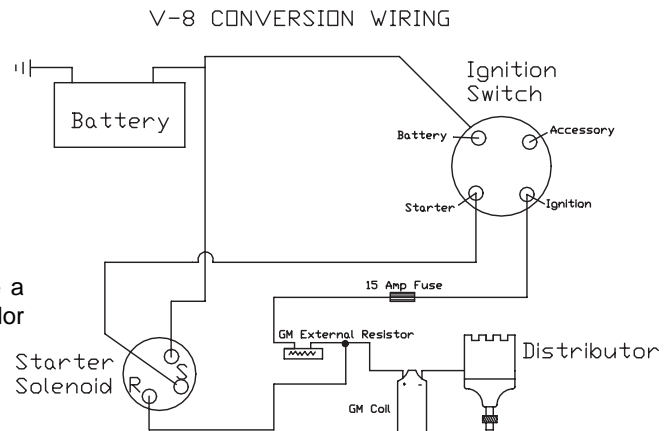 V-8 CONVERSION WIRING
Ignition
Switch
Battery
Battery
Accessory
Starter
Ignition
a
lor
15 Amp Fuse
GM External Resistor
Distributor
Starter
Solenoid
R
S
GM Coil
+ -